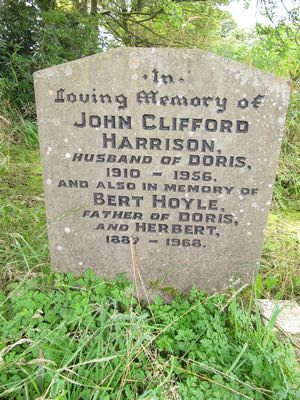 · In ·
Loving Memory of
JOHN CLIFFORD
HARRISON,
HUSBAND OF DORIS,
1910 – 1956.
AND ALSO IN MEMORY OF
BERT HOYLE,
FATHER OF DORIS,
AND HERBERT,
1887 – 1968.